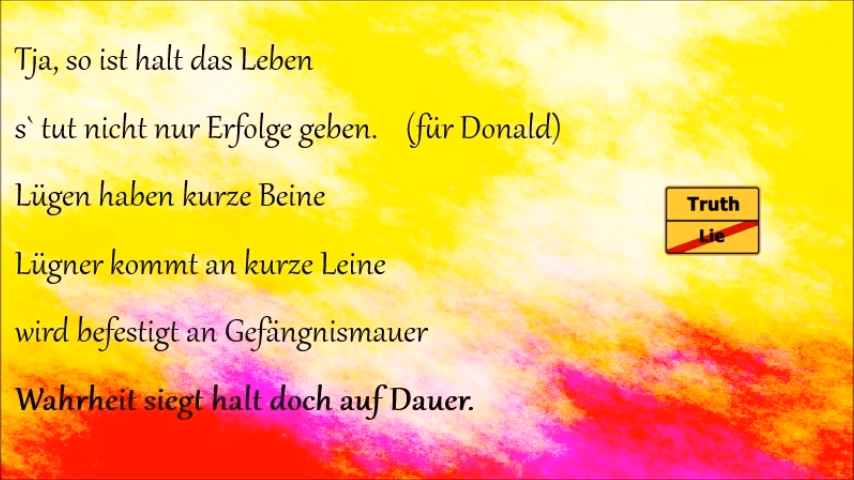 Tja, so ist halt das Leben
s` tut nicht nur Erfolge geben. (für Donald)
Lügen haben kurze Beine
Truth
Lie
Lügner kommt an kurze Leine
wird befestigt an Gefängnismauer
Wahrheit siegt halt doch auf Dauer.